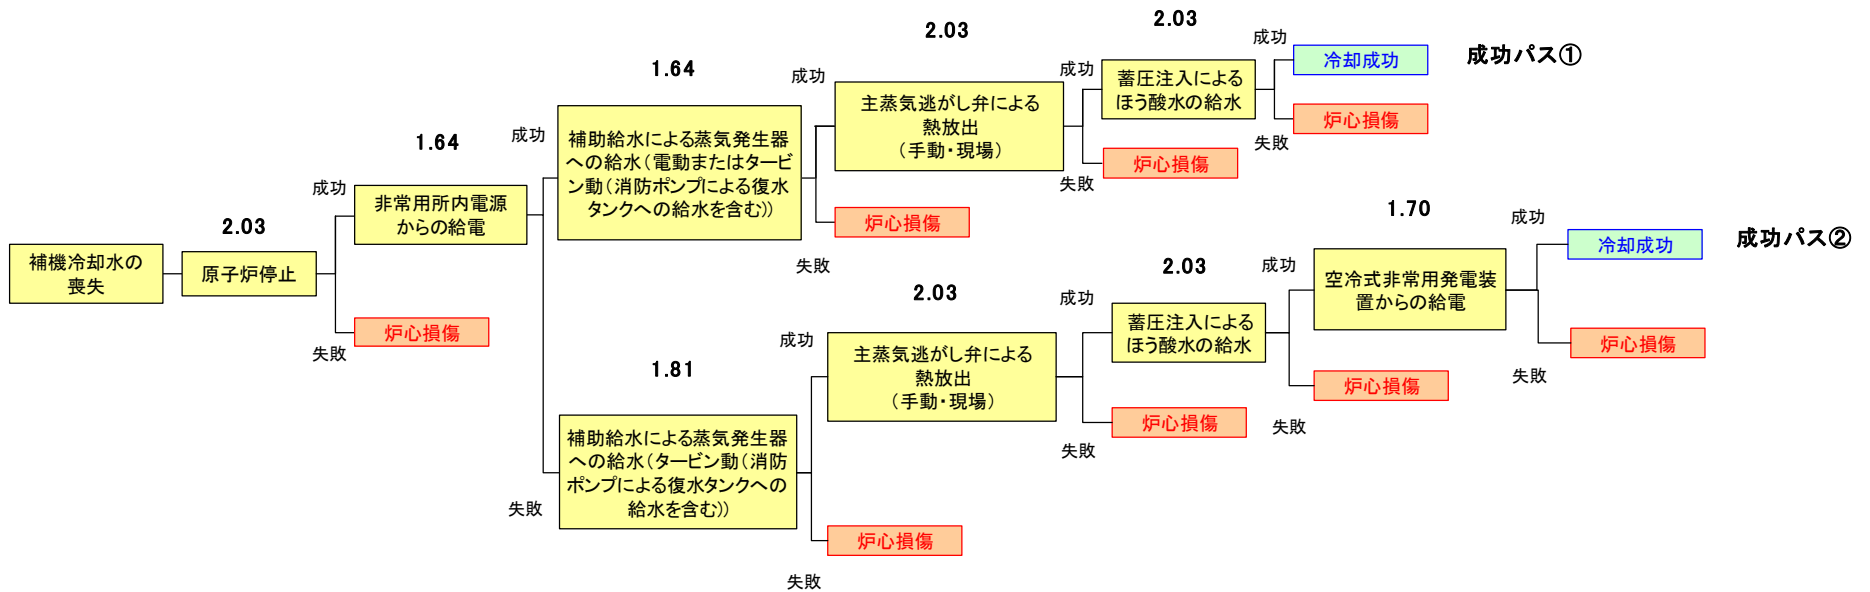 補機冷却水の
喪失
2.03
原子炉停止
成功
失敗
1.64
非常用所内電源
からの給電
炉心損傷
成功
失敗
1.64
補助給水による蒸気発生器
への給水(電動またはタービ
ン動(消防ポンプによる復水
タンクへの給水を含む))
成功
失敗
2.03
主蒸気逃がし弁による
熱放出
(手動・現場)
炉心損傷
成功
失敗
2.03
蓄圧注入による
ほう酸水の給水
炉心損傷
成功
失敗
冷却成功
炉心損傷
成功パス①
1.81
補助給水による蒸気発生器
への給水(タービン動(消防
ポンプによる復水タンクへの
給水を含む))
成功
失敗
2.03
主蒸気逃がし弁による
熱放出
(手動・現場)
炉心損傷
成功
失敗
2.03
蓄圧注入による
ほう酸水の給水
炉心損傷
成功
失敗
1.70
空冷式非常用発電装
置からの給電
炉心損傷
成功
失敗
冷却成功
炉心損傷
成功パス②